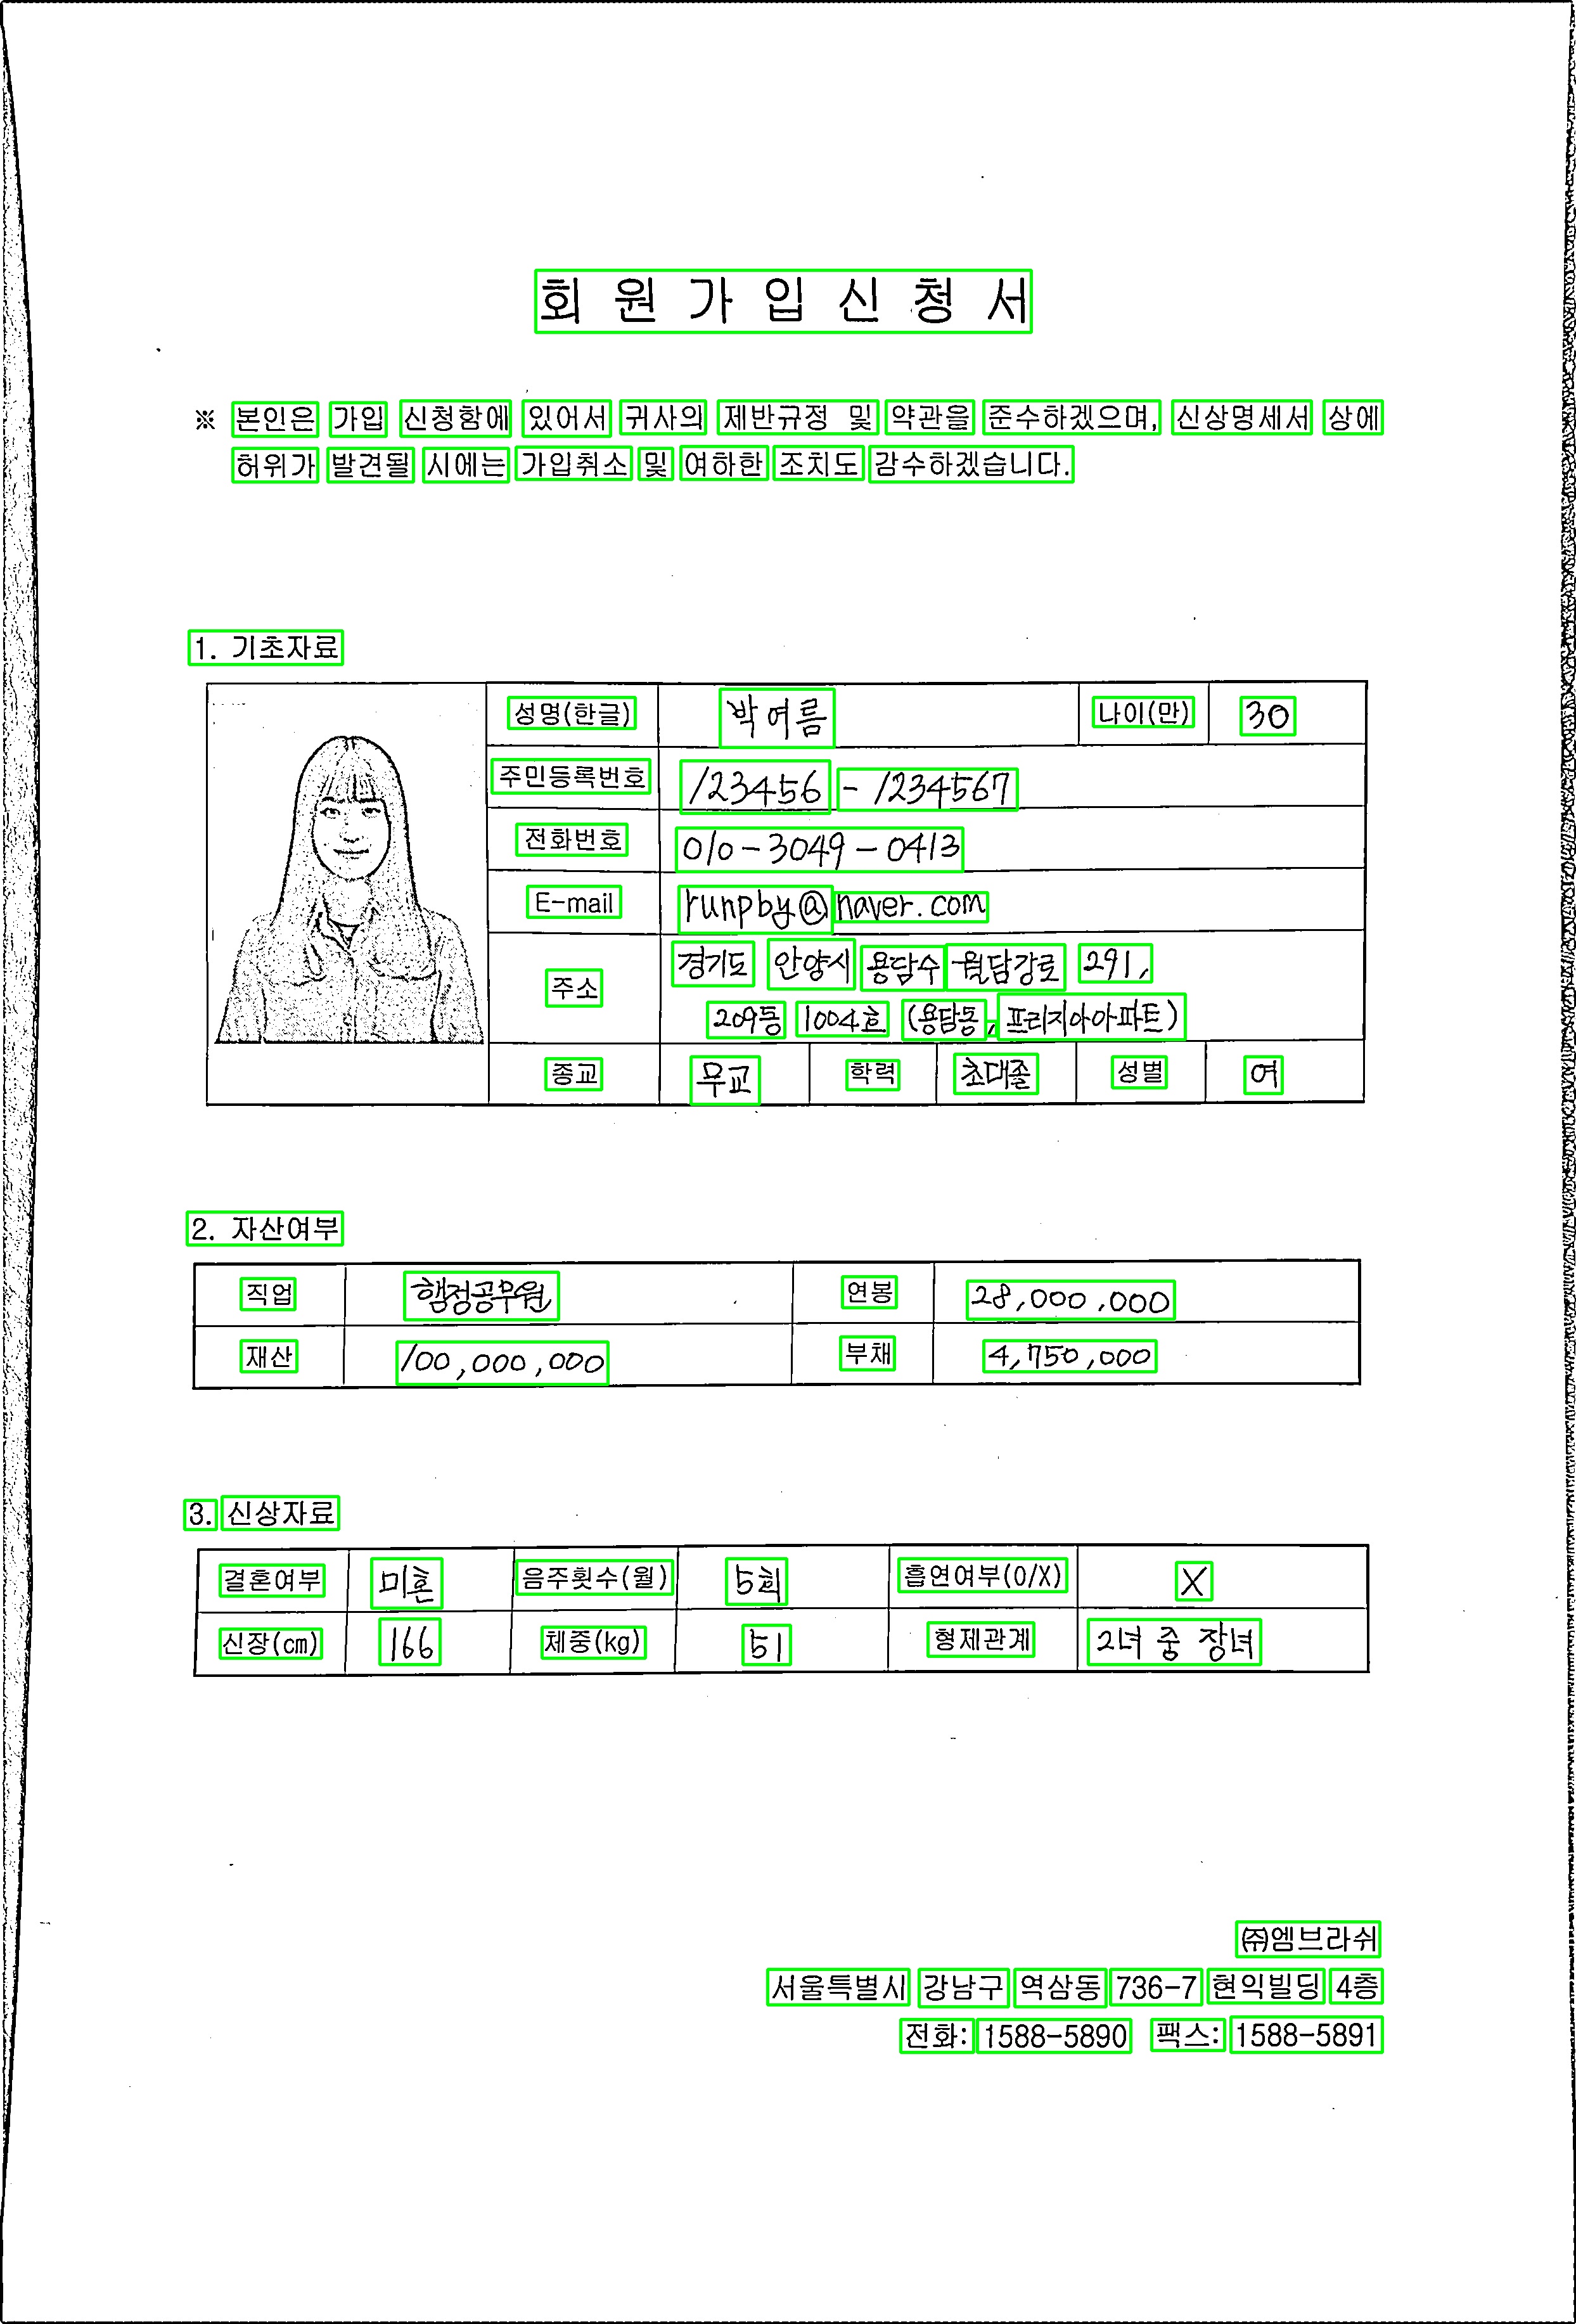 회 원 가 입 신 청 서
※ 본인은 가입 신청함에 있어서 귀사의 제반규정 및 약관을 준수하겠으며, 신상명세서 상에
허위가 발견될 시에는 가입취소 및 여하한 조치도 감수하겠습니다.
1. 기초자료
성명(한글) 박여름 나이(만) 30
주민등록번호 123456 - 1234567
전화번호 010-3049-0413
E-mail runpby@naver.com
주소 경기도 안양시 용담수 월담강로 291,
209동 1004호 (용담동, 프리지아아파트)
종교 무교 학력 초대졸 성별 여
2. 자산여부
직업 행정공무원 연봉 28,000,000
재산 100,000,000 부채 4,750,000
3. 신상자료
결혼여부 미혼 음주횟수(월) 5회 흡연여부(O/X) X
신장(cm) 166 체중(kg) 51 형제관계 2녀 중 장녀
㈜엠브라쉬
서울특별시 강남구 역삼동 736-7 현익빌딩 4층
전화: 1588-5890 팩스: 1588-5891